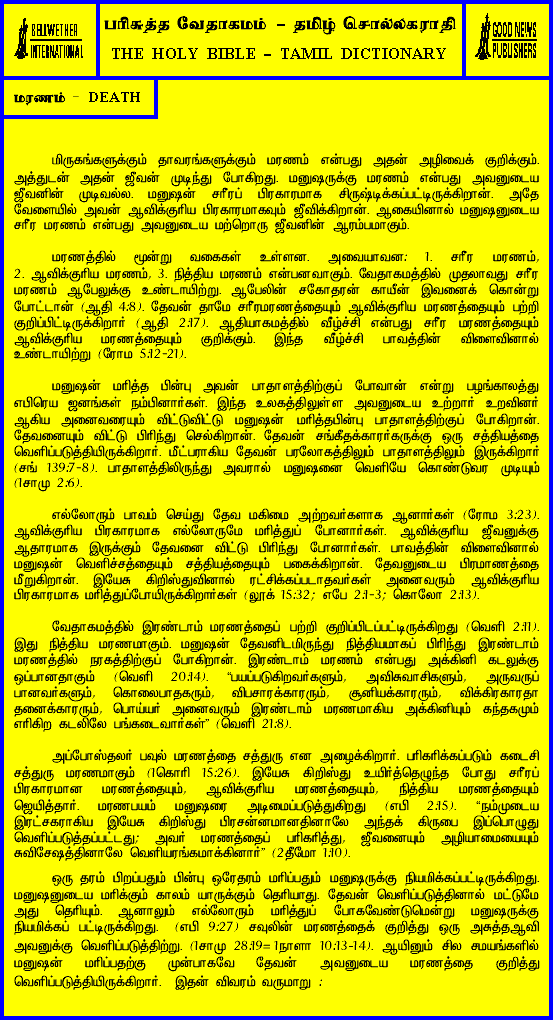 BELLWETHER
INTERNATIONAL
பரிசுத்த வேதாகமம் - தமிழ் சொல்லகராதி
THE HOLY BIBLE - TAMIL DICTIONARY
GOOD NEWS
PUBLISHERS
மரணம் - DEATH
மிருகங்களுக்கும் தாவரங்களுக்கும் மரணம் என்பது அதன் அழிவைக் குறிக்கும்.
அத்துடன் அதன் ஜீவன் முடிந்து போகிறது. மனுஷருக்கு மரணம் என்பது அவனுடைய
ஜீவனின் முடிவல்ல. மனுஷன் சரீரப் பிரகாரமாக சிருஷ்டிக்கப்பட்டிருக்கிறான். அதே
வேளையில் அவன் ஆவிக்குரிய பிரகாரமாகவும் ஜீவிக்கிறான். ஆகையினால் மனுஷனுடைய
சரீர மரணம் என்பது அவனுடைய மற்றொரு ஜீவனின் ஆரம்பமாகும்.
மரணத்தில் மூன்று வகைகள் உள்ளன. அவையாவன: 1. சரீர மரணம்,
2. ஆவிக்குரிய மரணம், 3. நித்திய மரணம் என்பனவாகும். வேதாகமத்தில் முதலாவது சரீர
மரணம் ஆபேலுக்கு உண்டாயிற்று. ஆபேலின் சகோதரன் காயீன் இவனைக் கொன்று
போட்டான் (ஆதி 4:8). தேவன் தாமே சரீரமரணத்தையும் ஆவிக்குரிய மரணத்தையும் பற்றி
குறிப்பிட்டிருக்கிறார் (ஆதி 2:17). ஆதியாகமத்தில் வீழ்ச்சி என்பது சரீர மரணத்தையும்
ஆவிக்குரிய மரணத்தையும் குறிக்கும். இந்த வீழ்ச்சி பாவத்தின் விளைவினால்
உண்டாயிற்று (ரோம 5:12-21).
மனுஷன் மரித்த பின்பு அவன் பாதாளத்திற்குப் போவான் என்று பழங்காலத்து
எபிரெய ஜனங்கள் நம்பினார்கள். இந்த உலகத்திலுள்ள அவனுடைய உற்றார் உறவினர்
ஆகிய அனைவரையும் விட்டுவிட்டு மனுஷன் மரித்தபின்பு பாதாளத்திற்குப் போகிறான்.
தேவனையும் விட்டு பிரிந்து செல்கிறான். தேவன் சங்கீதக்காரர்களுக்கு ஒரு சத்தியத்தை
வெளிப்படுத்தியிருக்கிறார். மீட்பராகிய தேவன் பரலோகத்திலும் பாதாளத்திலும் இருக்கிறார்
(சங் 139:7-8). பாதாளத்திலிருந்து அவரால் மனுஷனை வெளியே கொண்டுவர முடியும்
(1சாமு 2:6).
எல்லோரும் பாவம் செய்து தேவ மகிமை அற்றவர்களாக ஆனார்கள் (ரோம 3:23).
ஆவிக்குரிய பிரகாரமாக எல்லோருமே மரித்துப் போனார்கள். ஆவிக்குரிய ஜீவனுக்கு
ஆதாரமாக இருக்கும் தேவனை விட்டு பிரிந்து போனார்கள். பாவத்தின் விளைவினால்
மனுஷன் வெளிச்சத்தையும் சத்தியத்தையும் பகைக்கிறான். தேவனுடைய பிரமாணத்தை
மீறுகிறான். இயேசு கிறிஸ்துவினால் ரட்சிக்கப்படாதவர்கள் அனைவரும் ஆவிக்குரிய
பிரகாரமாக மரித்துப்போயிருக்கிறார்கள் (லூக் 15:32; எபே 2:1-3; கொலோ 2:13).
வேதாகமத்தில் இரண்டாம் மரணத்தைப் பற்றி குறிப்பிடப்பட்டிருக்கிறது (வெளி 2:11).
இது நித்திய மரணமாகும். மனுஷன் தேவனிடமிருந்து நித்தியமாகப் பிரிந்து இரண்டாம்
மரணத்தில் நரகத்திற்குப் போகிறான். இரண்டாம் மரணம் என்பது அக்கினி கடலுக்கு
ஒப்பானதாகும் (வெளி 20:14). "பயப்படுகிறவர்களும், அவிசுவாசிகளும், அருவருப்
பானவர்களும், கொலைபாதகரும், விபசாரக்காரரும், சூனியக்காரரும், விக்கிரகாரதா
தனைக்காரரும், பொய்யர் அனைவரும் இரண்டாம் மரணமாகிய அக்கினியும் கந்தகமும்
எரிகிற கடலிலே பங்கடைவார்கள்" (வெளி 21:8).
அப்போஸ்தலர் பவுல் மரணத்தை சத்துரு என அழைக்கிறார். பரிகரிக்கப்படும் கடைசி
சத்துரு மரணமாகும் (1கொரி 15:26). இயேசு கிறிஸ்து உயிர்த்தெழுந்த போது சரீரப்
பிரகாரமான மரணத்தையும், ஆவிக்குரிய மரணத்தையும், நித்திய மரணத்தையும்
ஜெயித்தார். மரணபயம் மனுஷரை அடிமைப்படுத்துகிறது (எபி 2:15). "நம்முடைய
இரட்சகராகிய இயேசு கிறிஸ்து பிரசன்னமானதினாலே அந்தக் கிருபை இப்பொழுது
வெளிப்படுத்தப்பட்டது; அவர் மரணத்தைப் பரிகரித்து, ஜீவனையும் அழியாமையையும்
சுவிசேஷத்தினாலே வெளியரங்கமாக்கினார்" (2தீமோ 1:10).
ஒரு தரம் பிறப்பதும் பின்பு ஒரேதரம் மரிப்பதும் மனுஷருக்கு நியமிக்கப்பட்டிருக்கிறது.
மனுஷனுடைய மரிக்கும் காலம் யாருக்கும் தெரியாது. தேவன் வெளிப்படுத்தினால் மட்டுமே
அது தெரியும். ஆனாலும் எல்லோரும் மரித்துப் போகவேண்டுமென்று மனுஷருக்கு
நியமிக்கப் பட்டிருக்கிறது. (எபி 9:27) சவுலின் மரணத்தைக் குறித்து ஒரு அசுத்தஆவி
அவனுக்கு வெளிப்படுத்திற்று. (1சாமு 28:19=1நாளா 10:13-14). ஆயினும் சில சமயங்களில்
மனுஷன் மரிப்பதற்கு முன்பாகவே தேவன் அவனுடைய மரணத்தை குறித்து
வெளிப்படுத்தியிருக்கிறார். இதன் விவரம் வருமாறு :